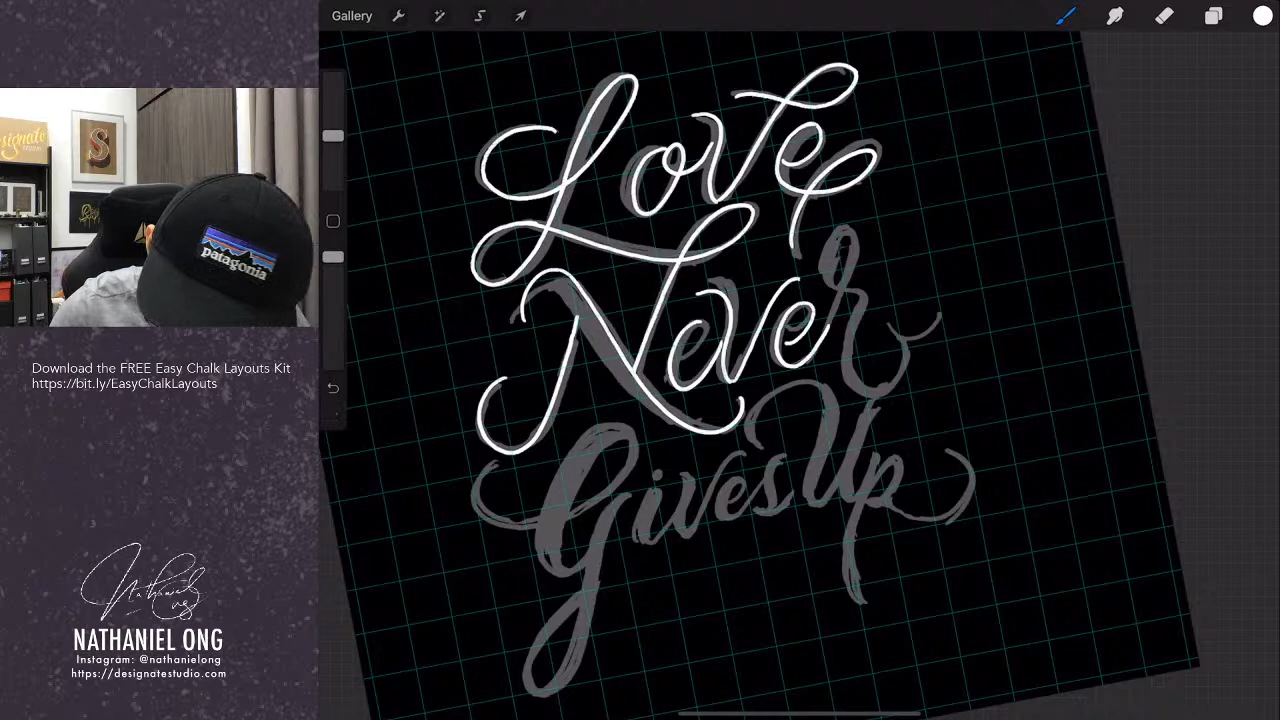 Gallery
esignate
S
patagonia
Download the FREE Easy Chalk Layouts Kit
https://bit.ly/EasyChalkLayouts
NATHANIEL ONG
Instagram: @nathanielong
https://designatestudio.com
Love
Never
Gives Up